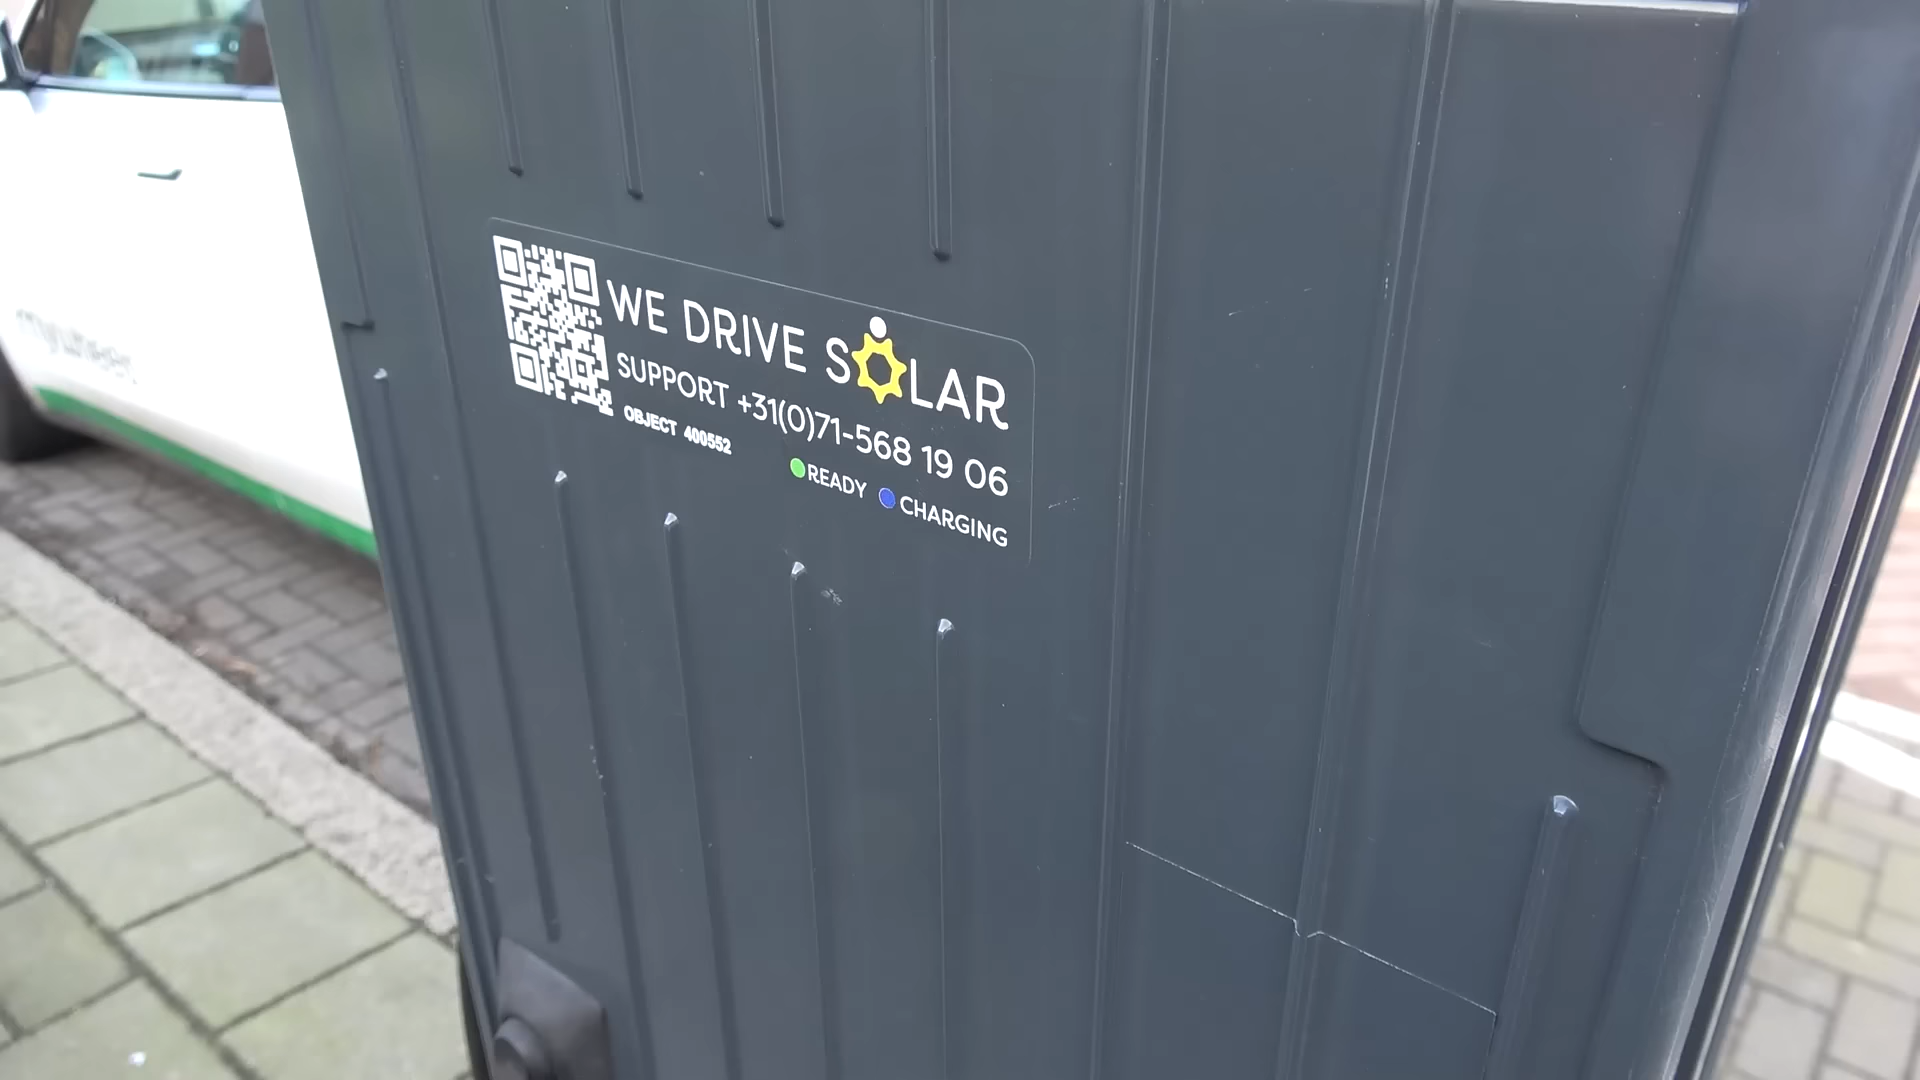 WE DRIVE SOLAR
SUPPORT +31(0)71-568 19 06
OBJECT 400552
READY CHARGING